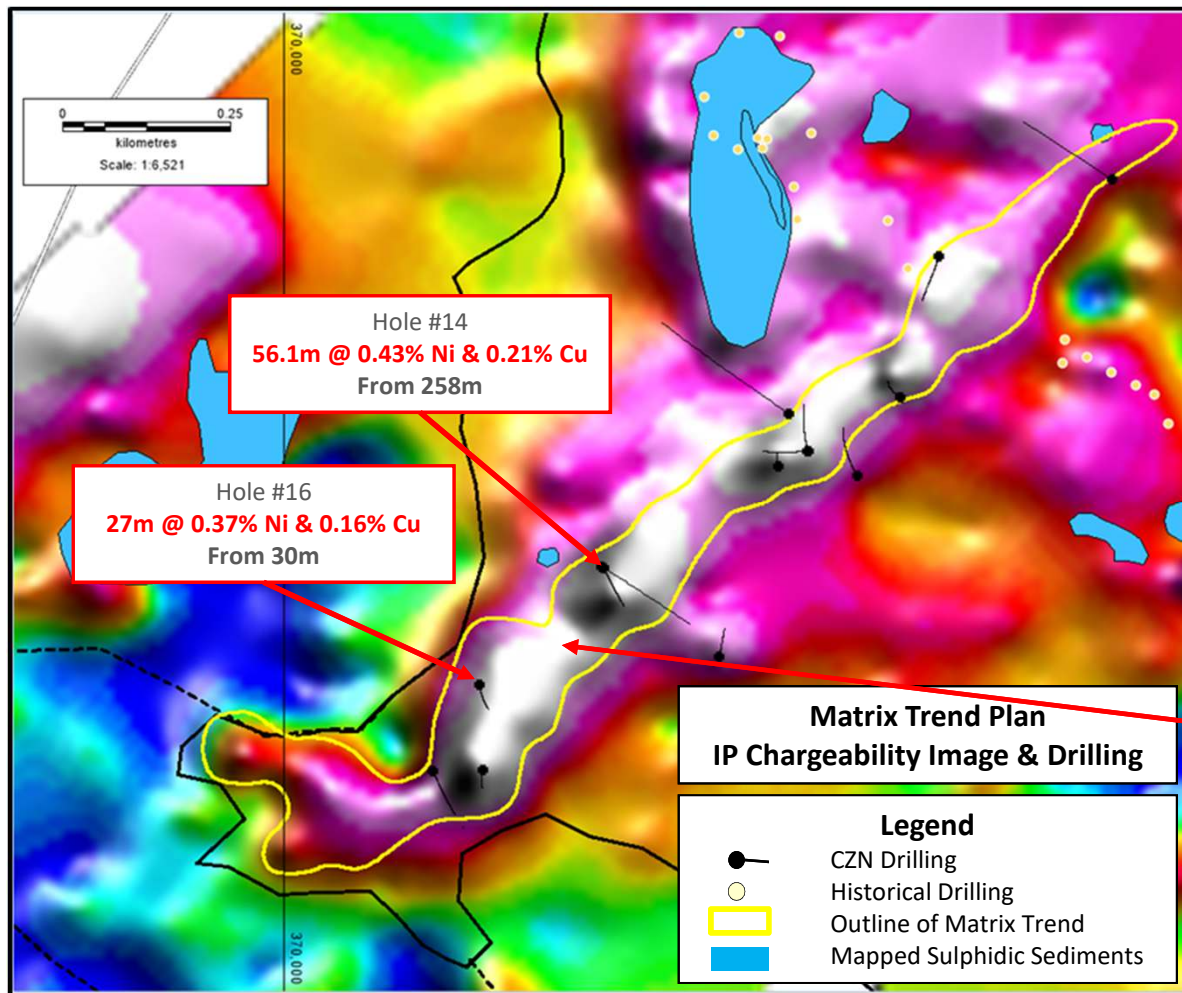 370,000
0 0.25
kilometres
Scale: 1:6,521
Hole #14
56.1m @ 0.43% Ni & 0.21% Cu
From 258m
Hole #16
27m @ 0.37% Ni & 0.16% Cu
From 30m
Matrix Trend Plan
IP Chargeability Image & Drilling
Legend
CZN Drilling
Historical Drilling
Outline of Matrix Trend
Mapped Sulphidic Sediments
370,000